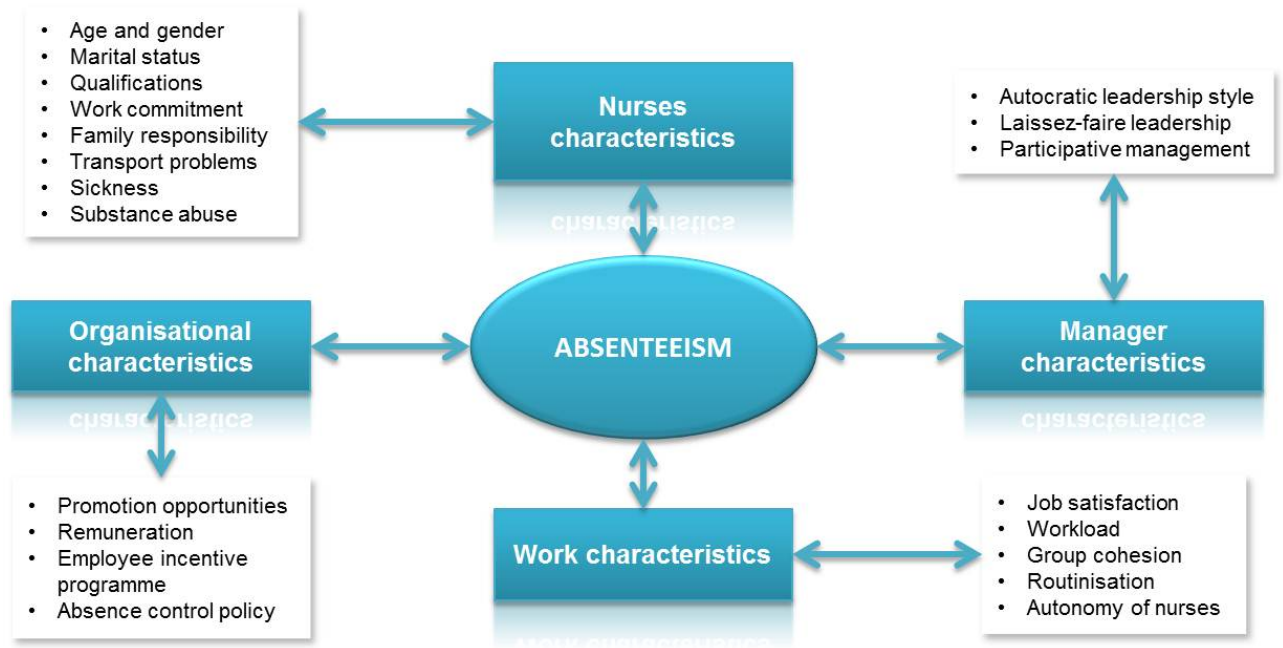 • Age and gender
• Marital status
• Qualifications
• Work commitment
• Family responsibility
• Transport problems
• Sickness
• Substance abuse
Nurses
characteristics
• Autocratic leadership style
• Laissez-faire leadership
• Participative management
Organisational
characteristics
ABSENTEEISM
Manager
characteristics
• Promotion opportunities
• Remuneration
• Employee incentive
programme
• Absence control policy
Work characteristics
• Job satisfaction
• Workload
• Group cohesion
• Routinisation
• Autonomy of nurses